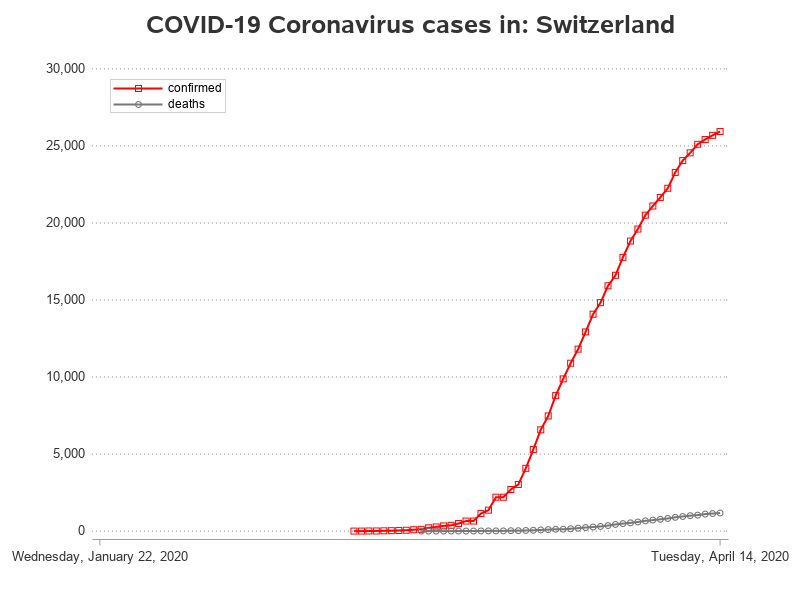 COVID-19 Coronavirus cases in: Switzerland
30,000
confirmed
deaths
25,000
20,000
15,000
10,000
5,000
0
Wednesday, January 22, 2020
Tuesday, April 14, 2020